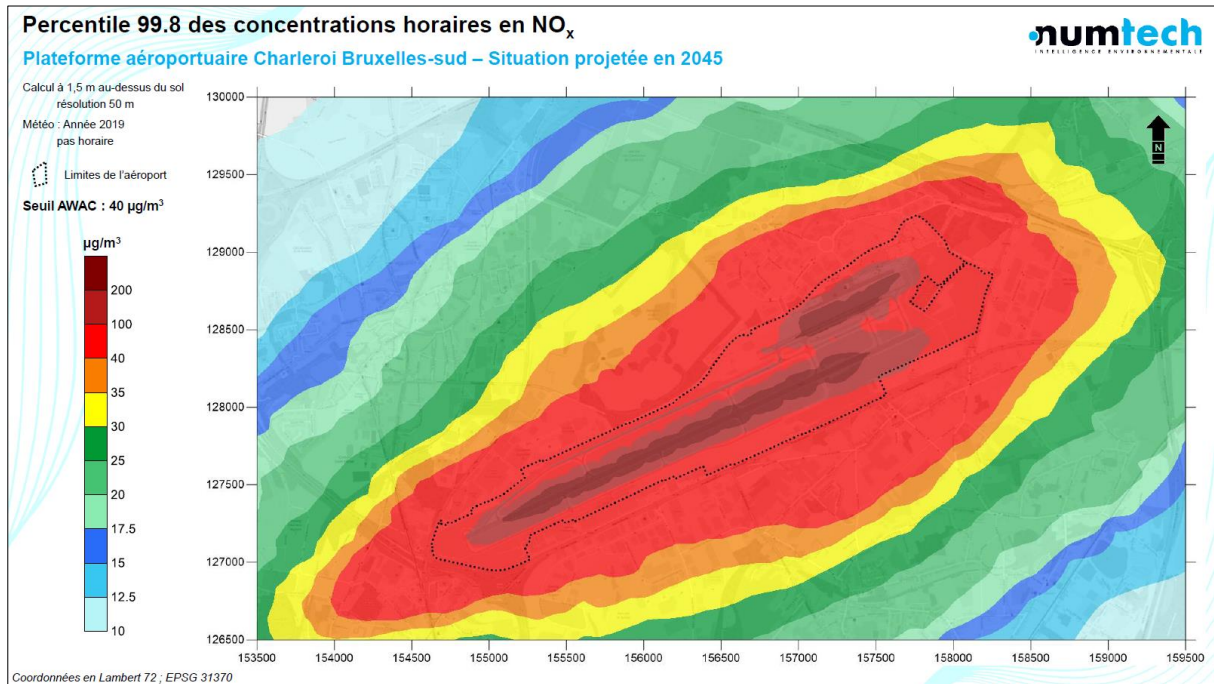 Percentile 99.8 des concentrations horaires en NOx
numtech
INTELLIGENCE ENVIRONNEMENTALE
Plateforme aéroportuaire Charleroi Bruxelles-sud – Situation projetée en 2045
Calcul à 1,5 m au-dessus du sol
résolution 50 m
Météo : Année 2019
pas horaire
Limites de l'aéroport
Seuil AWAC : 40 µg/m³
µg/m³
200
100
40
35
30
25
20
17.5
15
12.5
10
130000
129500
129000
128500
128000
127500
127000
126500
N
153500 154000 154500 155000 155500 156000 156500 157000 157500 158000 158500 159000 159500
Coordonnées en Lambert 72 ; EPSG 31370